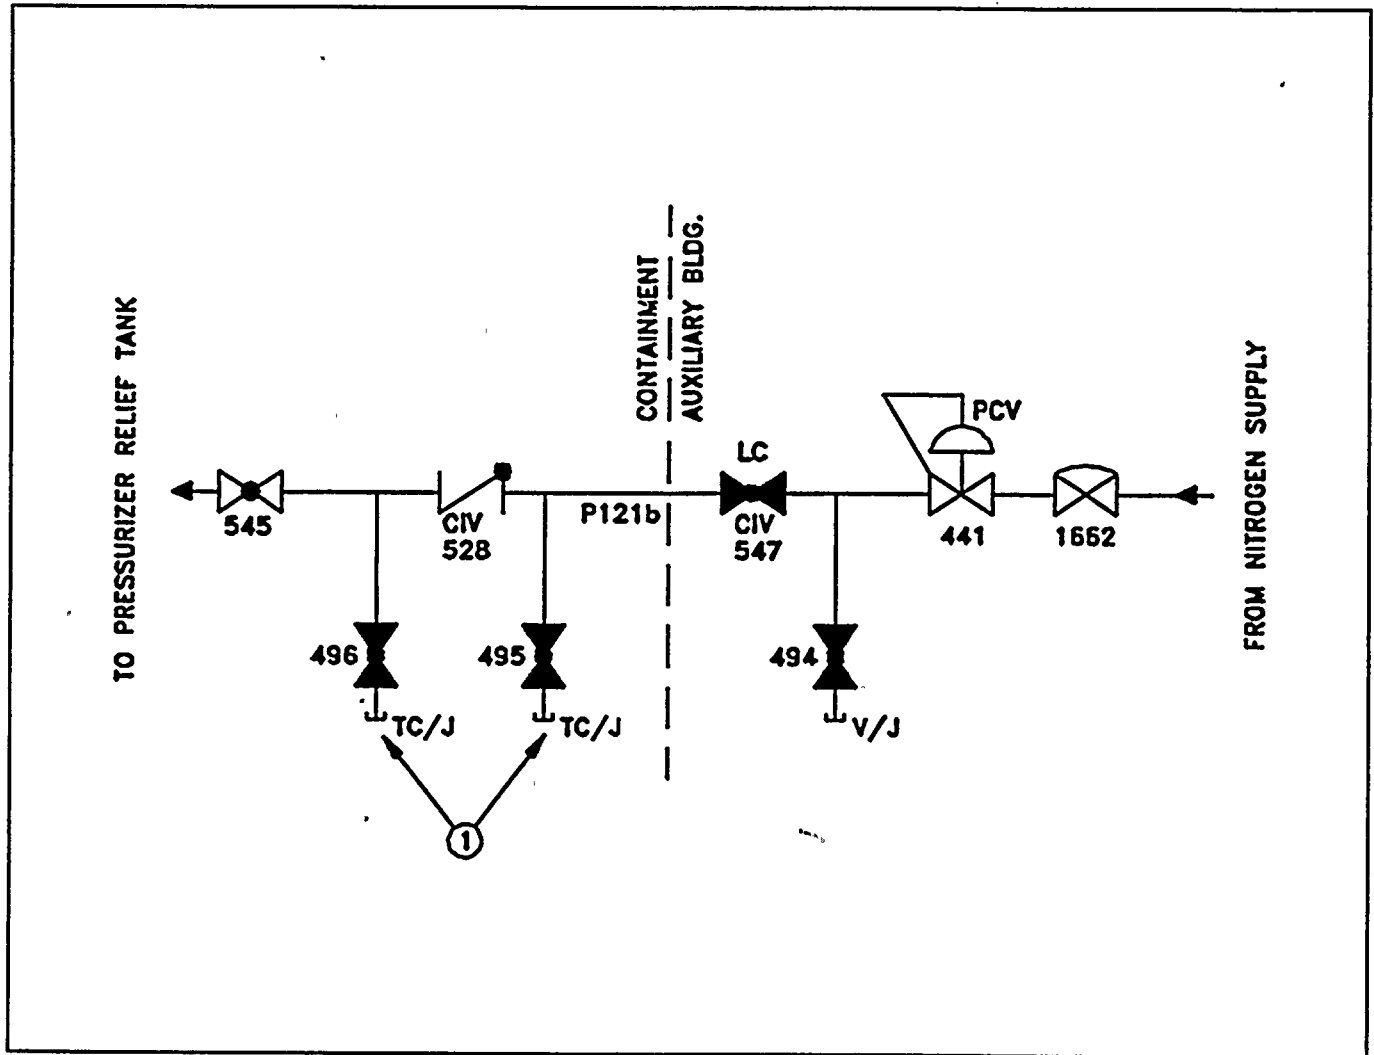 TO PRESSURIZER RELIEF TANK
CONTAINMENT
AUXILIARY BLDG.
FROM NITROGEN SUPPLY
PCV
LC
545
CIV
528
P121b
CIV
547
441
1662
496
495
494
TC/J
TC/J
V/J
1